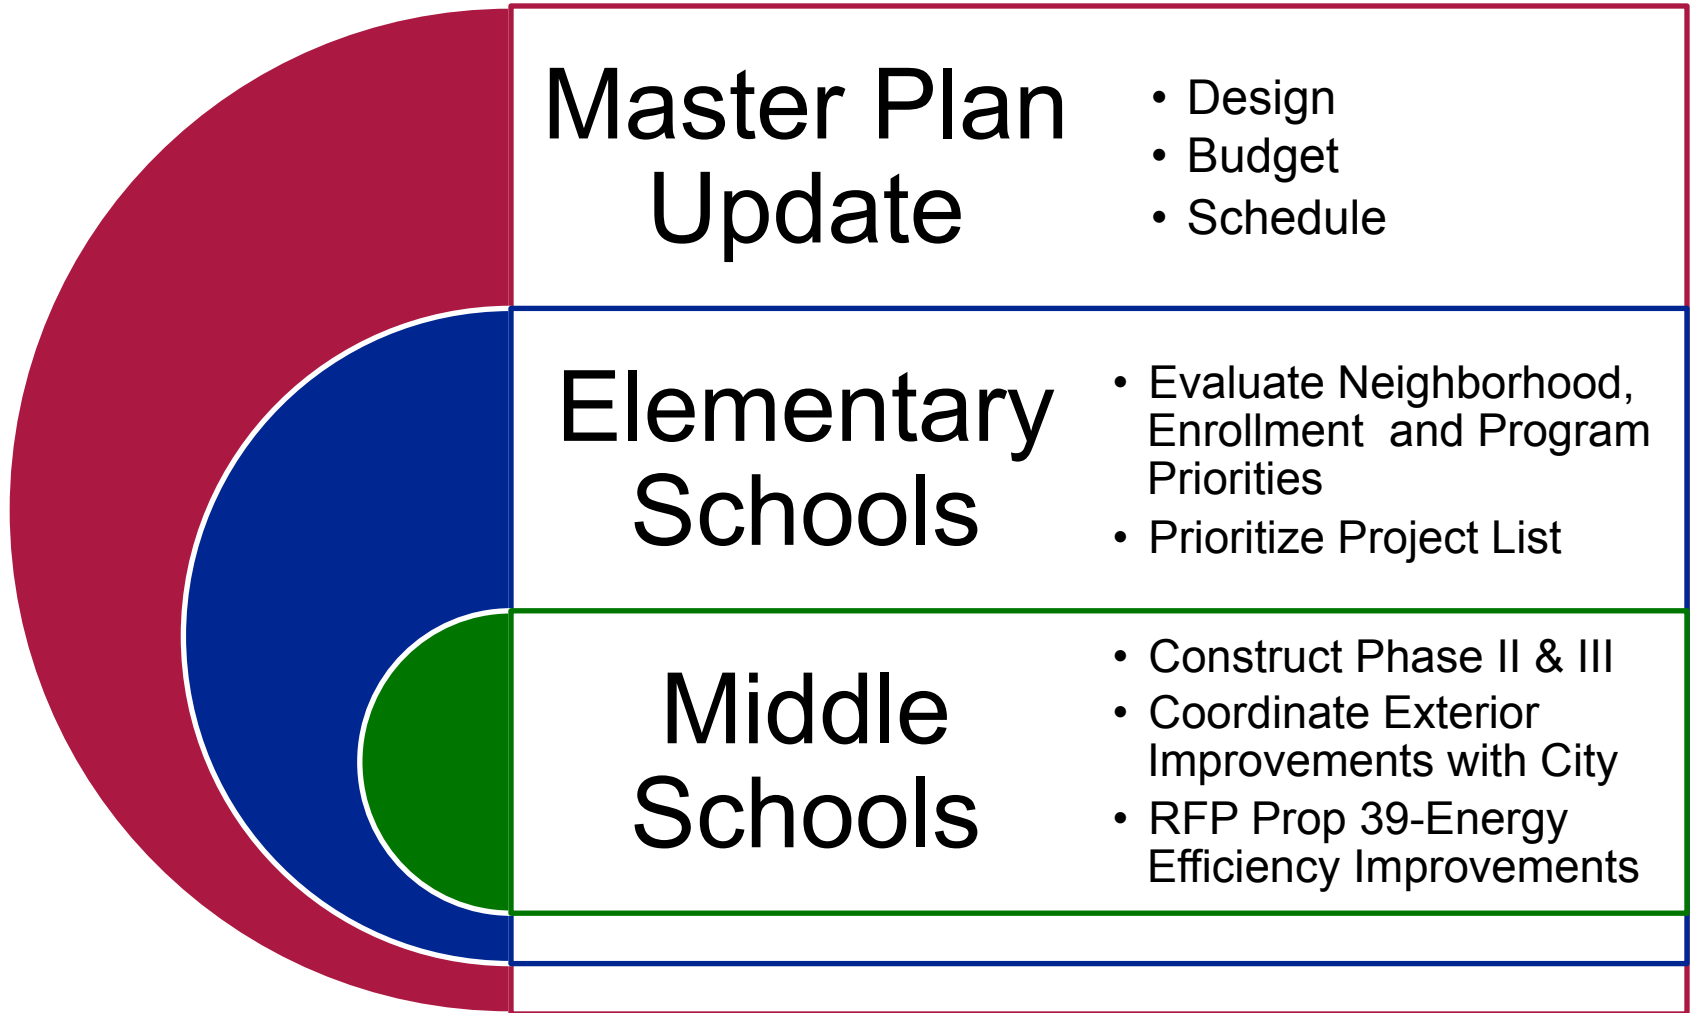 Master Plan
Update
• Design
• Budget
• Schedule
Elementary
Schools
• Evaluate Neighborhood,
Enrollment and Program
Priorities
• Prioritize Project List
Middle
Schools
• Construct Phase II & III
• Coordinate Exterior
Improvements with City
• RFP Prop 39-Energy
Efficiency Improvements